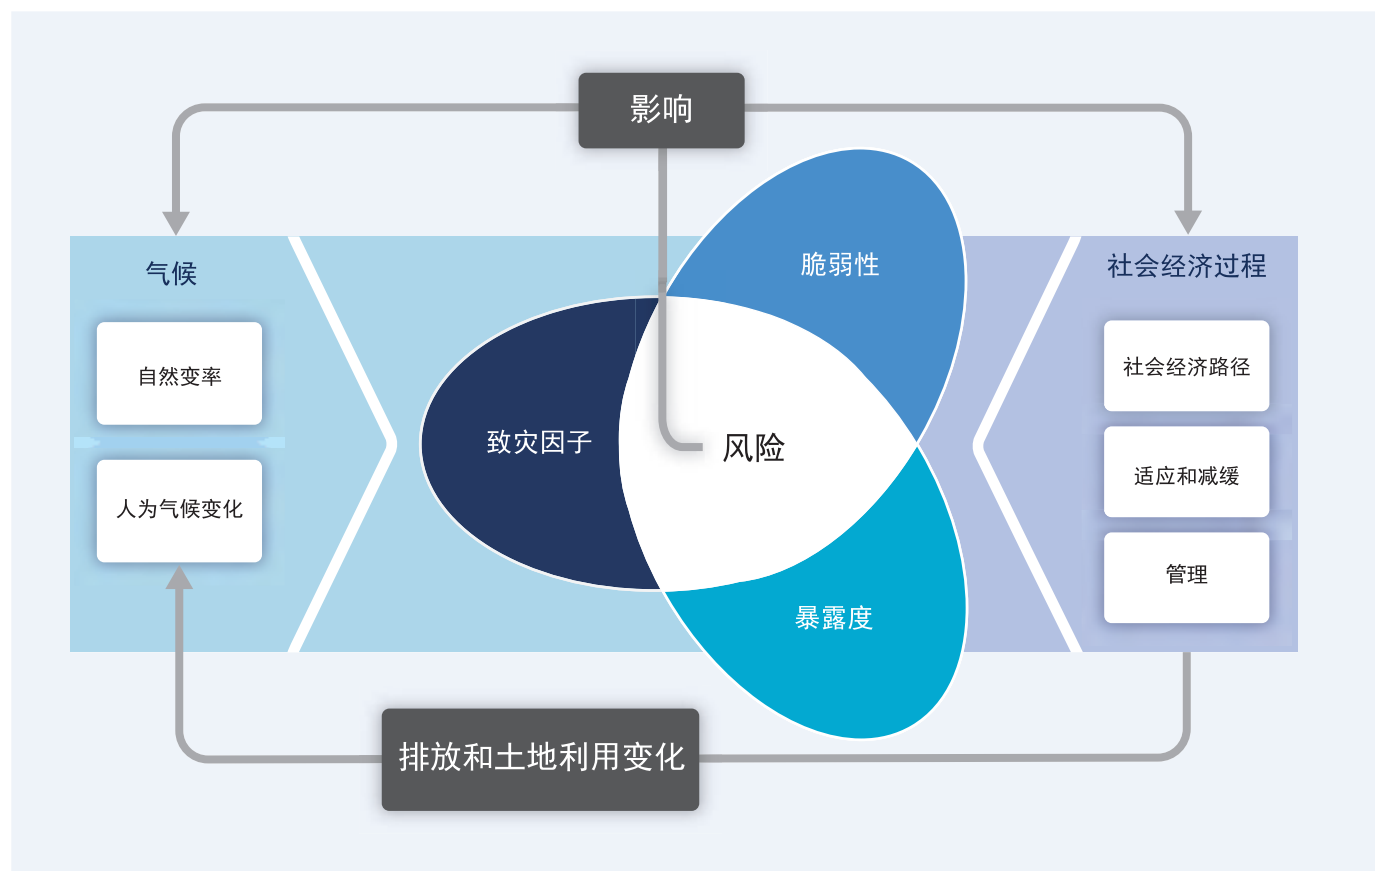 影响
脆弱性
气候
社会经济过程
自然变率
社会经济路径
致灾因子
风险
适应和减缓
人为气候变化
管理
暴露度
排放和土地利用变化